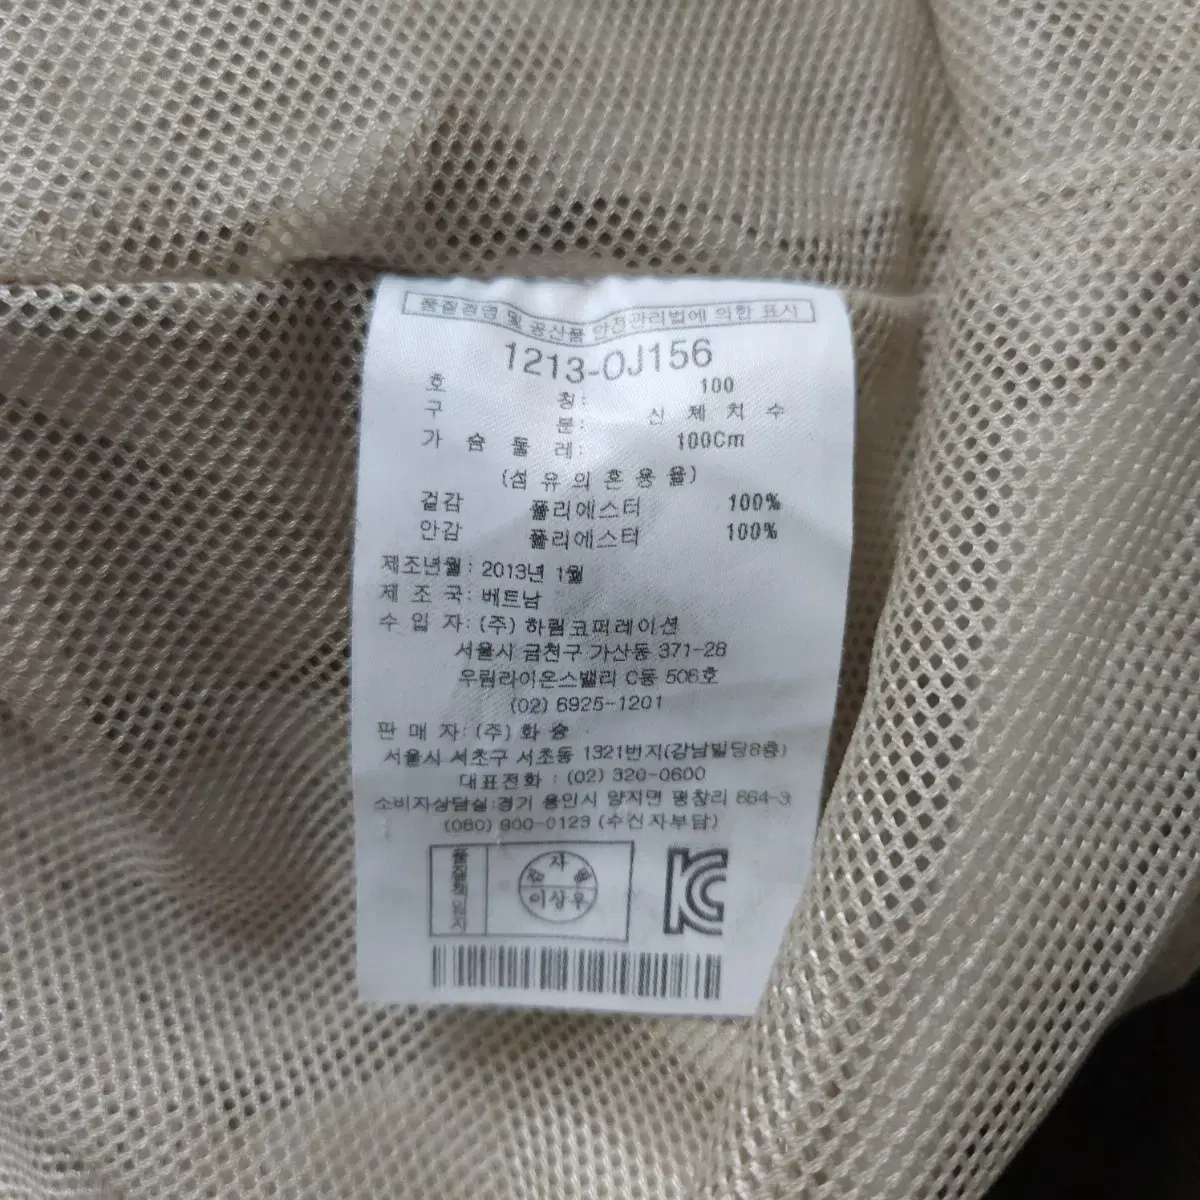 품질경영 및 공산품 안전관리법에 의한 표시
1213-0J156
호 칭: 100
구 분: 신 체 치 수
가 슴 둘 레: 100Cm
(섬 유 의 혼 용 율)
겉감 폴리에스터 100%
안감 폴리에스터 100%
제조년월: 2013년 1월
제 조 국: 베트남
수 입 자: (주) 하림코퍼레이션
서울시 금천구 가산동 371-28
우림라이온스밸리 C동 506호
(02) 6925-1201
판 매 자: (주) 화 승
서울시 서초구 서초동 1321번지(강남빌딩8층)
대표전화 : (02) 320-0600
소비자상담실:경기 용인시 양지면 평창리 864-3
(080) 900-0123 (수신자부담)
이상우